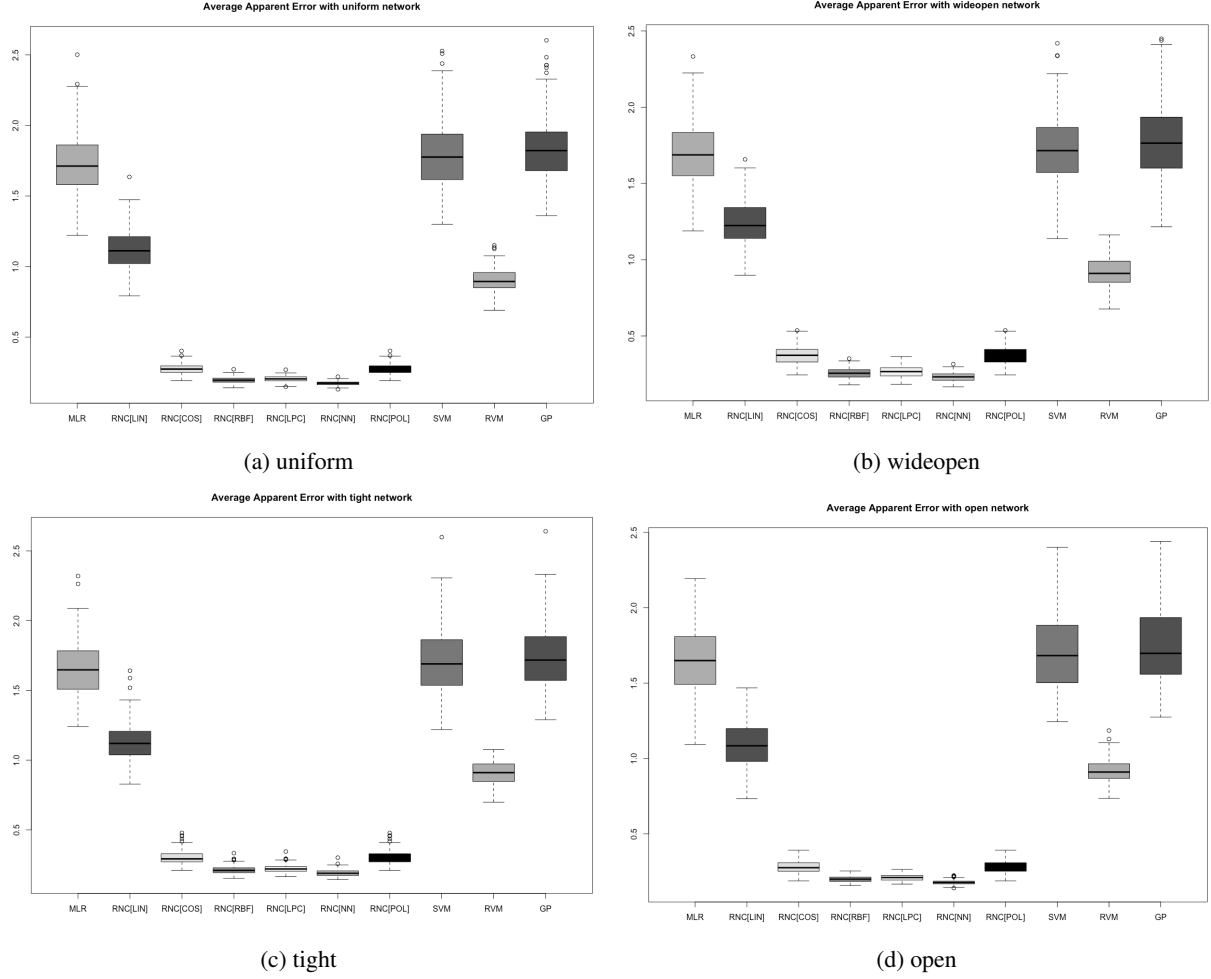 Average Apparent Error with uniform network
2.5
2.0
1.5
1.0
0.5
MLR RNC[LIN] RNC[COS] RNC[RBF] RNC[LPC] RNC[NN] RNC[POL] SVM RVM GP
(a) uniform
Average Apparent Error with wideopen network
2.5
2.0
1.5
1.0
0.5
MLR RNC[LIN] RNC[COS] RNC[RBF] RNC[LPC] RNC[NN] RNC[POL] SVM RVM GP
(b) wideopen
Average Apparent Error with tight network
2.5
2.0
1.5
1.0
0.5
MLR RNC[LIN] RNC[COS] RNC[RBF] RNC[LPC] RNC[NN] RNC[POL] SVM RVM GP
(c) tight
Average Apparent Error with open network
2.5
2.0
1.5
1.0
0.5
MLR RNC[LIN] RNC[COS] RNC[RBF] RNC[LPC] RNC[NN] RNC[POL] SVM RVM GP
(d) open